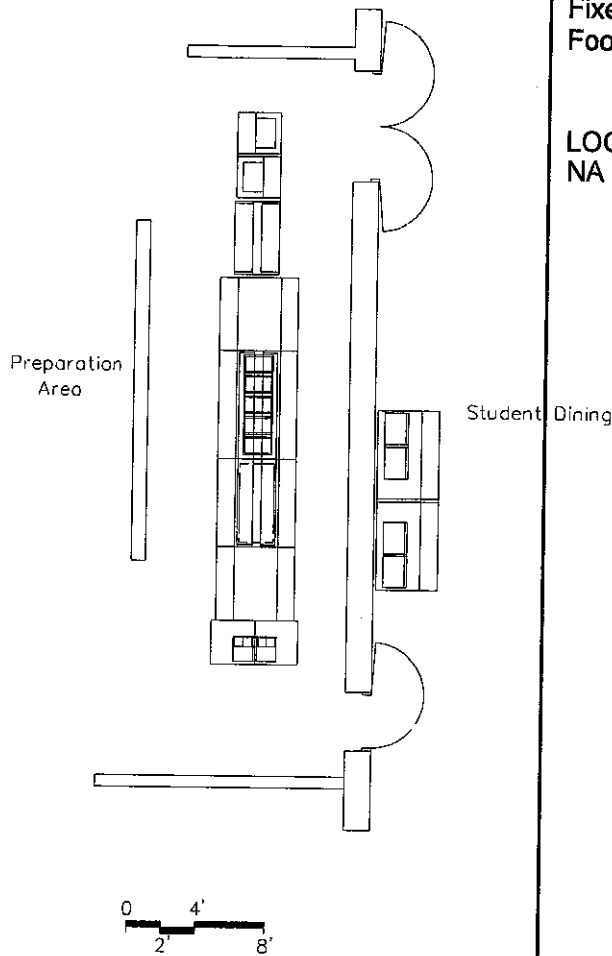 Fixe
Foo
LOC
NA
Preparation
Area
Student Dining
0 4'
2' 8'